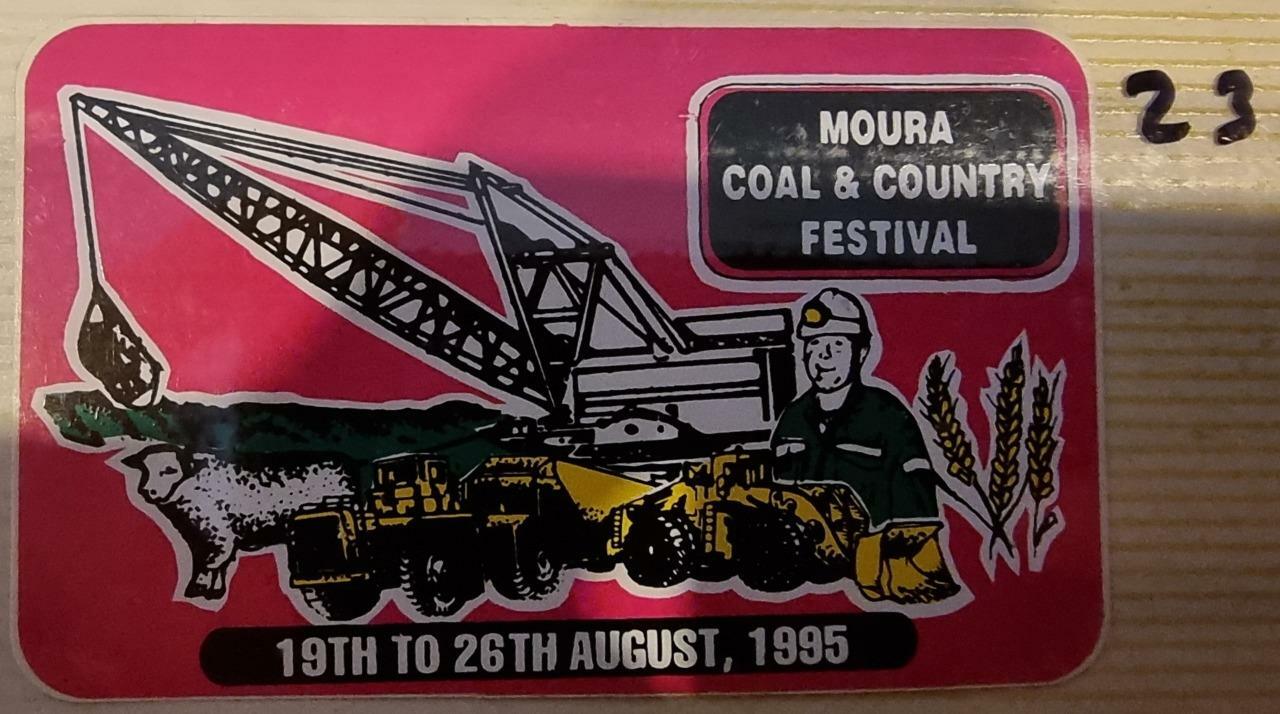 MOURA
COAL & COUNTRY
FESTIVAL
23
19TH TO 26TH AUGUST, 1995